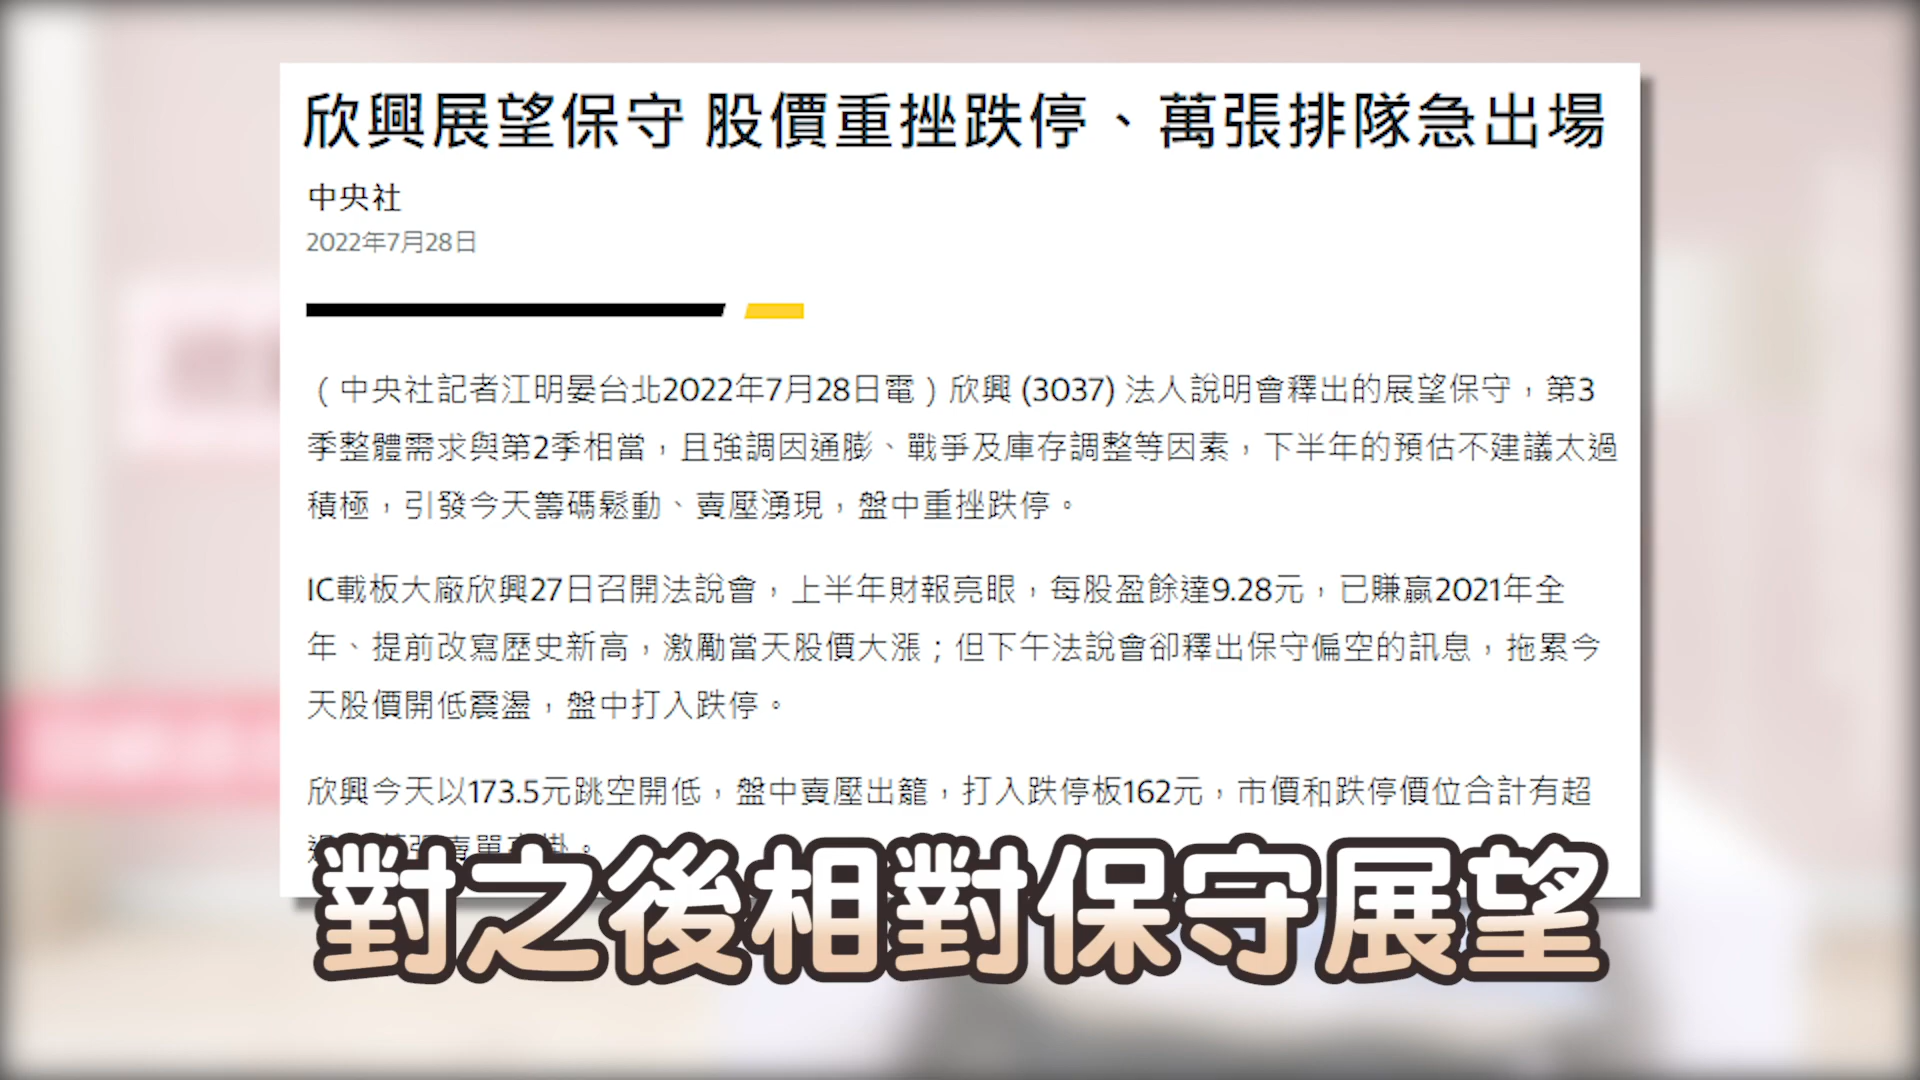 欣興展望保守 股價重挫跌停、萬張排隊急出場
中央社
2022年7月28日
（中央社記者江明晏台北2022年7月28日電）欣興 (3037) 法人說明會釋出的展望保守，第3
季整體需求與第2季相當，且強調因通膨、戰爭及庫存調整等因素，下半年的預估不建議太過
積極，引發今天籌碼鬆動、賣壓湧現，盤中重挫跌停。
IC載板大廠欣興27日召開法說會，上半年財報亮眼，每股盈餘達9.28元，已賺贏2021年全
年、提前改寫歷史新高，激勵當天股價大漲；但下午法說會卻釋出保守偏空的訊息，拖累今
天股價開低震盪，盤中打入跌停。
欣興今天以173.5元跳空開低，盤中賣壓出籠，打入跌停板162元，市價和跌停價位合計有超
對之後相對保守展望